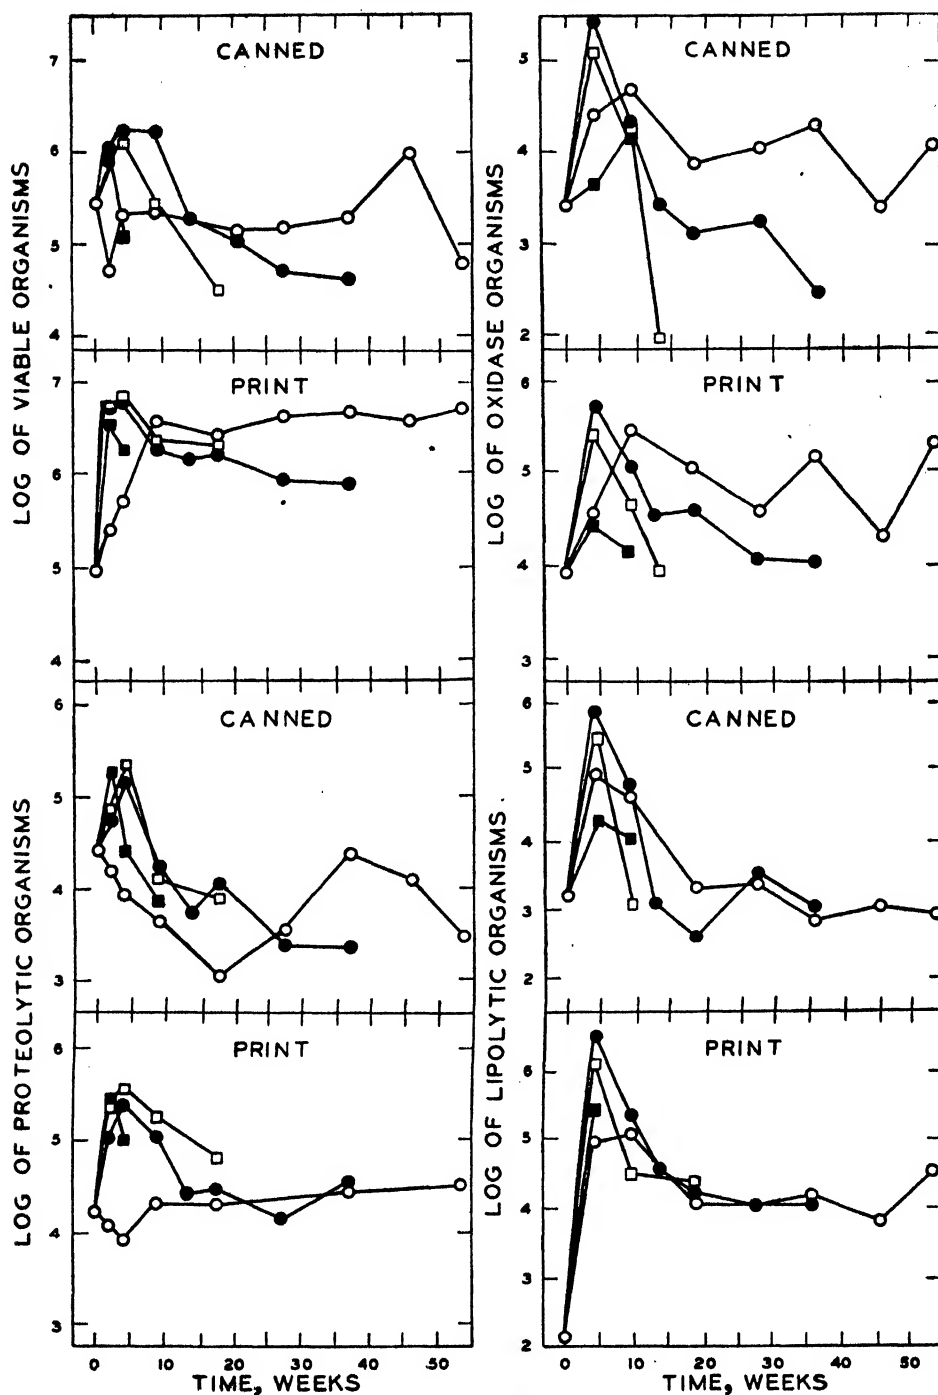 LOG OF VIABLE ORGANISMS
CANNED
7
6
5
4
PRINT
7
6
5
4
LOG OF OXIDASE ORGANISMS
CANNED
5
4
3
2
PRINT
6
5
4
3
LOG OF PROTEOLYTIC ORGANISMS
CANNED
6
5
4
3
PRINT
6
5
4
3
0 10 20 30 40 50
TIME, WEEKS
LOG OF LIPOLYTIC ORGANISMS.
CANNED
6
5
4
3
2
PRINT
6
5
4
3
2
0 10 20 30 40 50
TIME, WEEKS